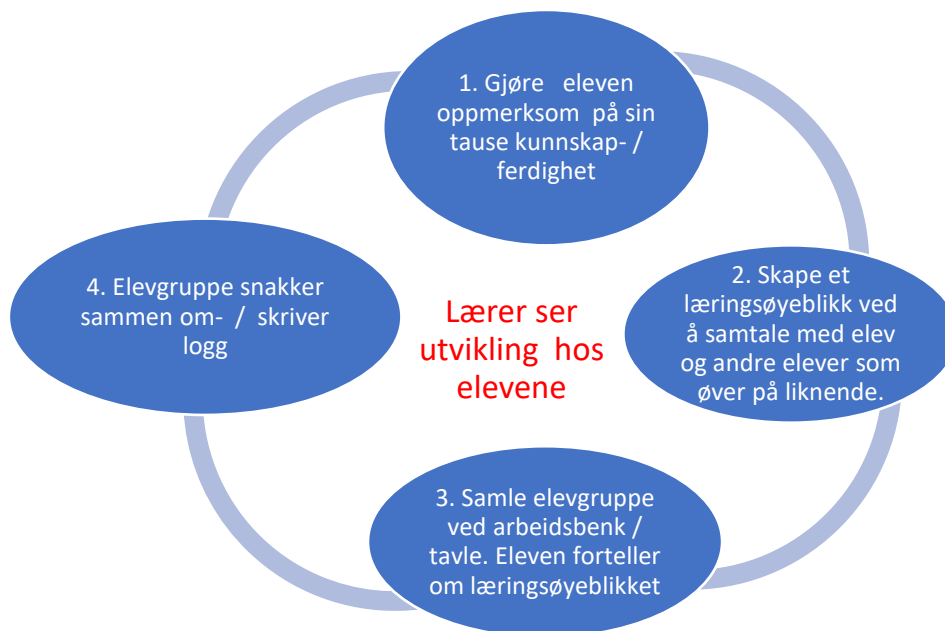 1. Gjøre eleven
oppmerksom på sin
tause kunnskap- /
ferdighet
2. Skape et
læringsøyeblikk ved
å samtale med elev
og andre elever som
øver på liknende.
3. Samle elevgruppe
ved arbeidsbenk /
tavle. Eleven forteller
om læringsøyeblikket
4. Elevgruppe snakker
sammen om- / skriver
logg
Lærer ser
utvikling hos
elevene